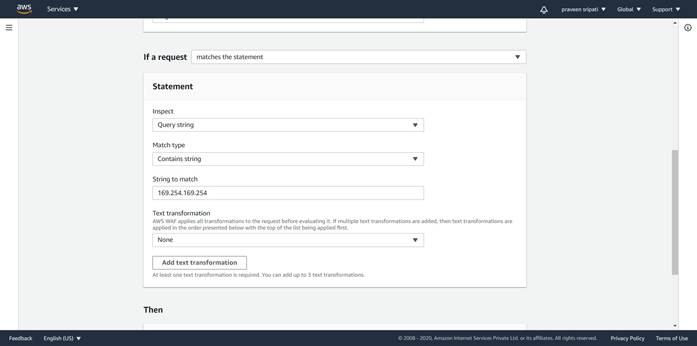 aws
Services
praveen sripati
Global
Support
If a request
matches the statement
Statement
Inspect
Query string
Match type
Contains string
String to match
169.254.169.254
Text transformation
AWS WAF applies all transformations to the request before evaluating it. If multiple text transformations are added, then text transformations are
applied in the order presented below with the top of the list being applied first.
None
Add text transformation
At least one text transformation is required. You can add up to 3 text transformations.
Then
Feedback
English (US)
© 2008 - 2020, Amazon Internet Services Private Ltd. or its affiliates. All rights reserved.
Privacy Policy
Terms of Use